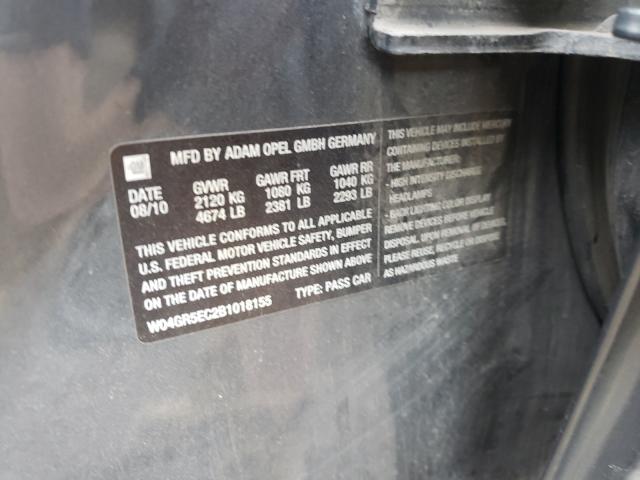 MFD BY ADAM OPEL GMBH GERMANY
DATE GVWR GAWR FRT GAWR RR
08/10 2120 KG 1080 KG 1040 KG
4674 LB 2381 LB 2293 LB
THIS VEHICLE CONFORMS TO ALL APPLICABLE
U.S. FEDERAL MOTOR VEHICLE SAFETY, BUMPER
AND THEFT PREVENTION STANDARDS IN EFFECT
ON THE DATE OF MANUFACTURE SHOWN ABOVE
W04GR5EC2B1018155 TYPE: PASS CAR
THIS VEHICLE MAY INCLUDE MERCURY
CONTAINING DEVICES INSTALLED BY
THE MANUFACTURER:
- HIGH INTENSITY DISCHARGE
HEADLAMPS
- BACK LIGHTING COLOR DISPLAY
REMOVE DEVICES BEFORE VEHICLE
DISPOSAL. UPON REMOVAL OF DEVICES
PLEASE REUSE, RECYCLE OR DISPOSE
AS HAZARDOUS WASTE